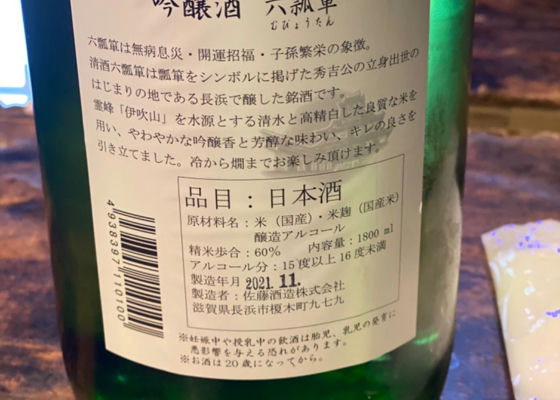 吟醸酒 六瓢箪
むびょうたん
六瓢箪は無病息災・開運招福・子孫繁栄の象徴。
清酒六瓢箪は瓢箪をシンボルに掲げた秀吉公の立身出世の
はじまりの地である長浜で醸した銘酒です。
霊峰「伊吹山」を水源とする清水と高精白した良質な米を
用い、ややわやかな吟醸香と芳醇な味わい、キレの良さを
引き立てました。冷から燗までお楽しみ頂けます。
品目：日本酒
原材料名：米（国産）・米麹（国産米）
醸造アルコール
精米歩合：60% 内容量：1800 ml
アルコール分：15度以上16度未満
製造年月 2021.11.
製造者：佐藤酒造株式会社
滋賀県長浜市榎木町九七九
4938397110100
※妊娠中や授乳中の飲酒は胎児、乳児の発育に
悪影響を与える恐れがあります。
※お酒は20歳になってから。